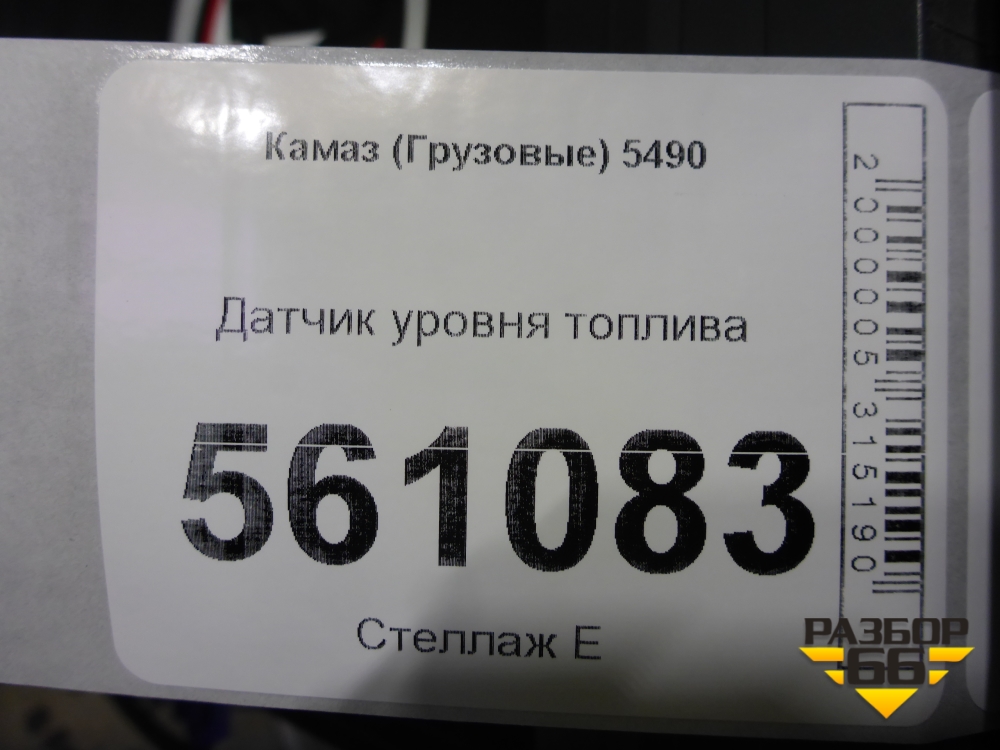 Камаз (Грузовые) 5490
Датчик уровня топлива
561083
Стеллаж Е
2000005315190
РАЗБОР
66